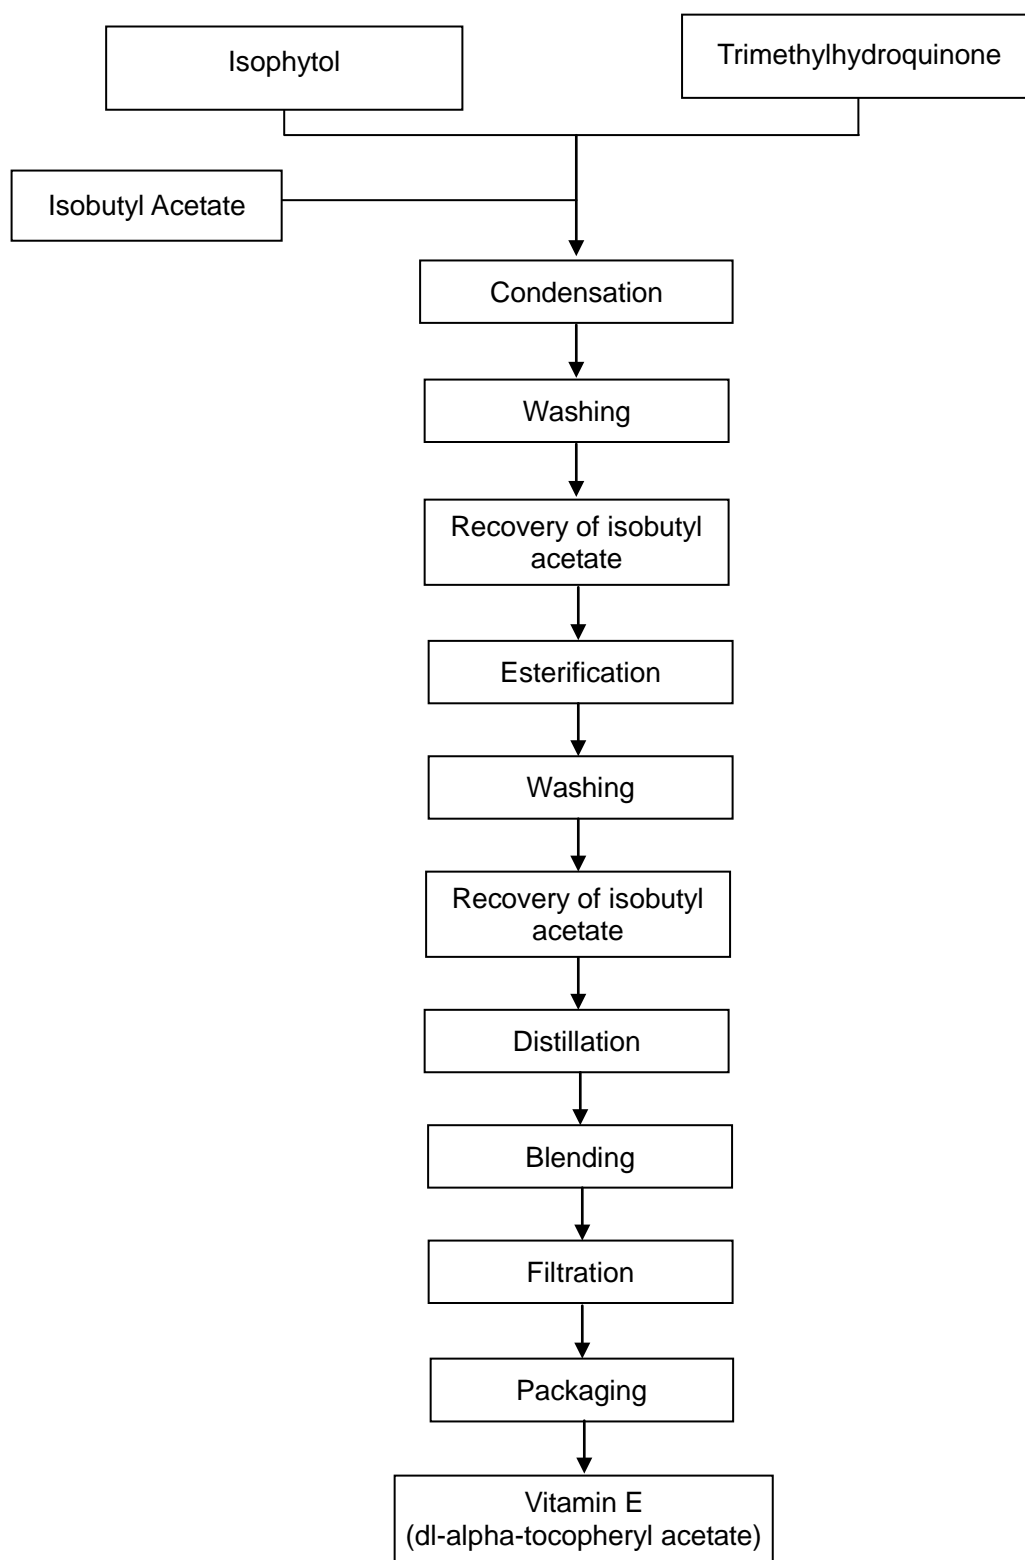 Isophytol
Trimethylhydroquinone
Isobutyl Acetate
Condensation
Washing
Recovery of isobutyl
acetate
Esterification
Washing
Recovery of isobutyl
acetate
Distillation
Blending
Filtration
Packaging
Vitamin E
(dl-alpha-tocopheryl acetate)